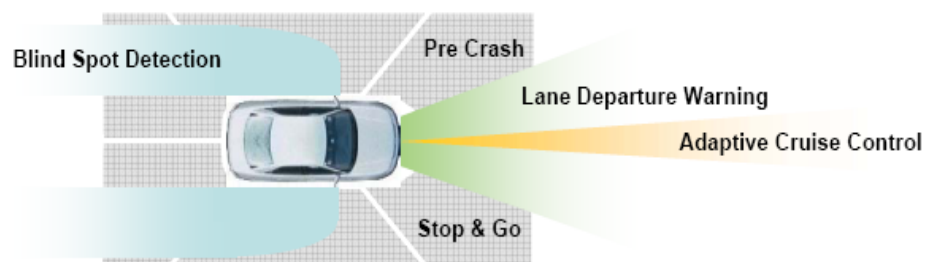 Pre Crash
Blind Spot Detection
Lane Departure Warning
Adaptive Cruise Control
Stop & Go